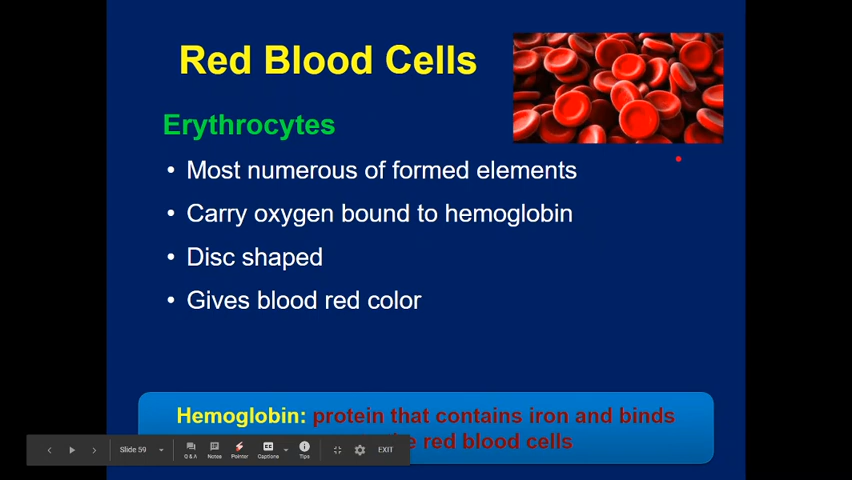 Red Blood Cells
Erythrocytes
• Most numerous of formed elements
• Carry oxygen bound to hemoglobin
• Disc shaped
• Gives blood red color
Hemoglobin: protein that contains iron and binds
red blood cells
Slide 59
Q & A
Notes
Pointer
CC
Captions
Tips
EXIT